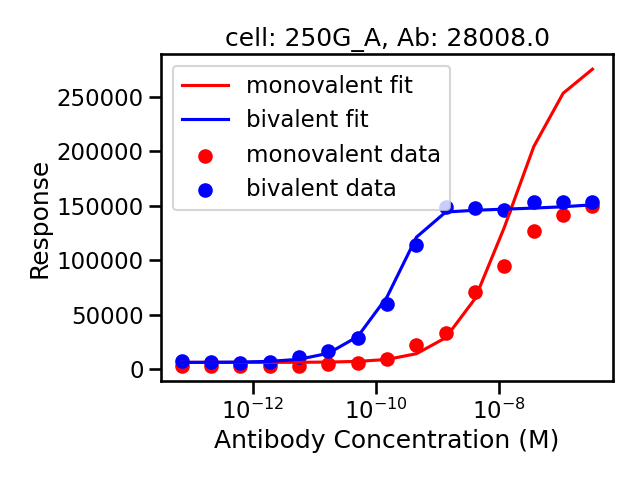 cell: 250G_A, Ab: 28008.0
monovalent fit
bivalent fit
monovalent data
bivalent data
Response
250000
200000
150000
100000
50000
0
10⁻¹² 10⁻¹⁰ 10⁻⁸
Antibody Concentration (M)